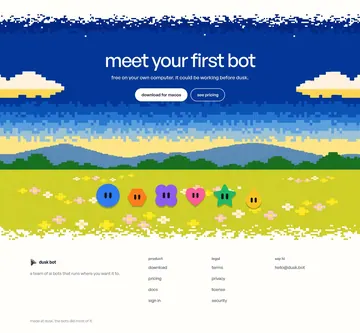 meet your first bot
free on your own computer. it could be working before dusk.
download for macos
see pricing
dusk bot
a team of ai bots that runs where you want it to.
product
download
pricing
docs
sign in
legal
terms
privacy
license
security
say hi
hello@dusk.bot